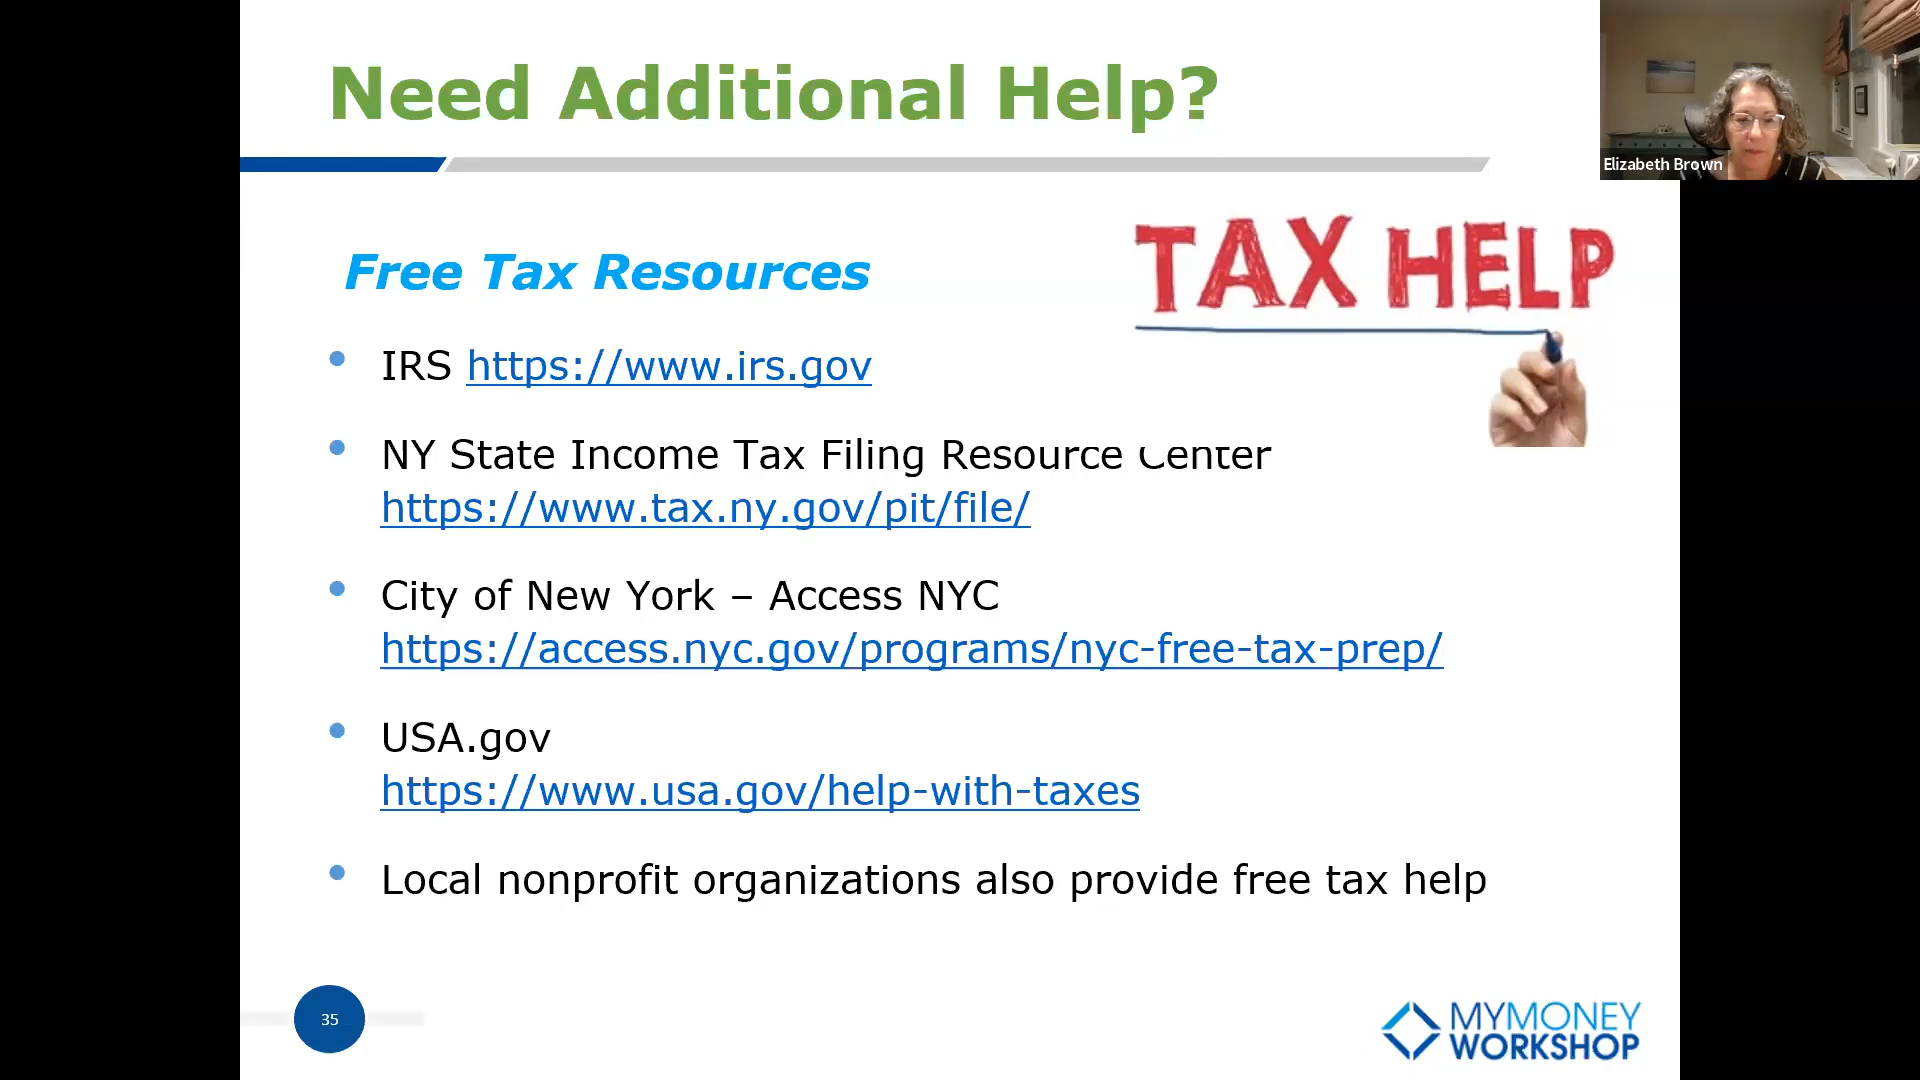 Need Additional Help?
Elizabeth Brown
TAX HELP
Free Tax Resources
IRS https://www.irs.gov
NY State Income Tax Filing Resource Center
https://www.tax.ny.gov/pit/file/
City of New York – Access NYC
https://access.nyc.gov/programs/nyc-free-tax-prep/
USA.gov
https://www.usa.gov/help-with-taxes
Local nonprofit organizations also provide free tax help
35
MYMONEY
WORKSHOP